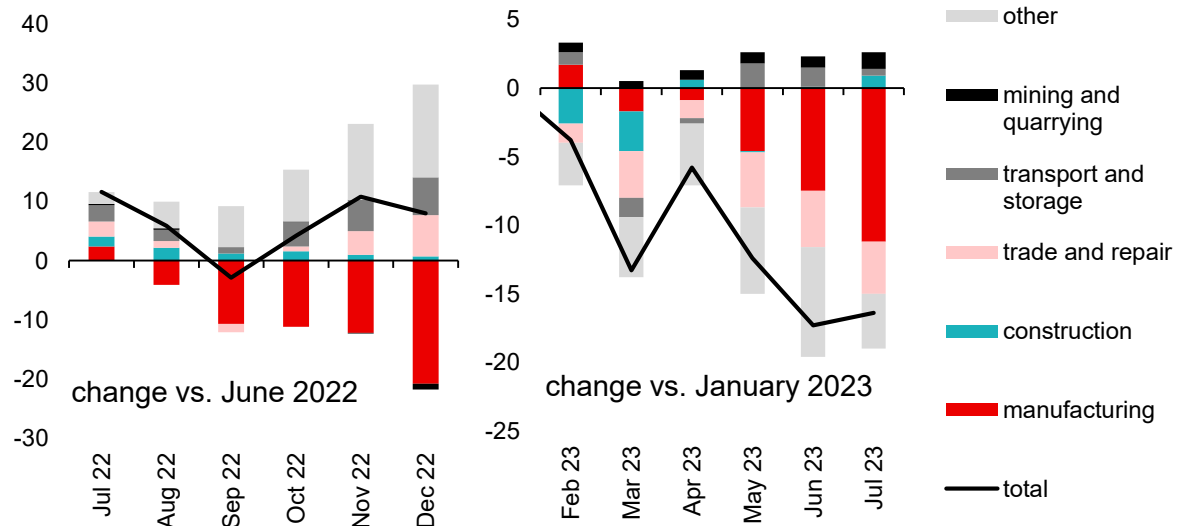 40
30
20
10
0
-10
-20
-30
change vs. June 2022
Jul 22
Aug 22
Sep 22
Oct 22
Nov 22
Dec 22
5
0
-5
-10
-15
-20
-25
change vs. January 2023
Feb 23
Mar 23
Apr 23
May 23
Jun 23
Jul 23
other
mining and
quarrying
transport and
storage
trade and repair
construction
manufacturing
total